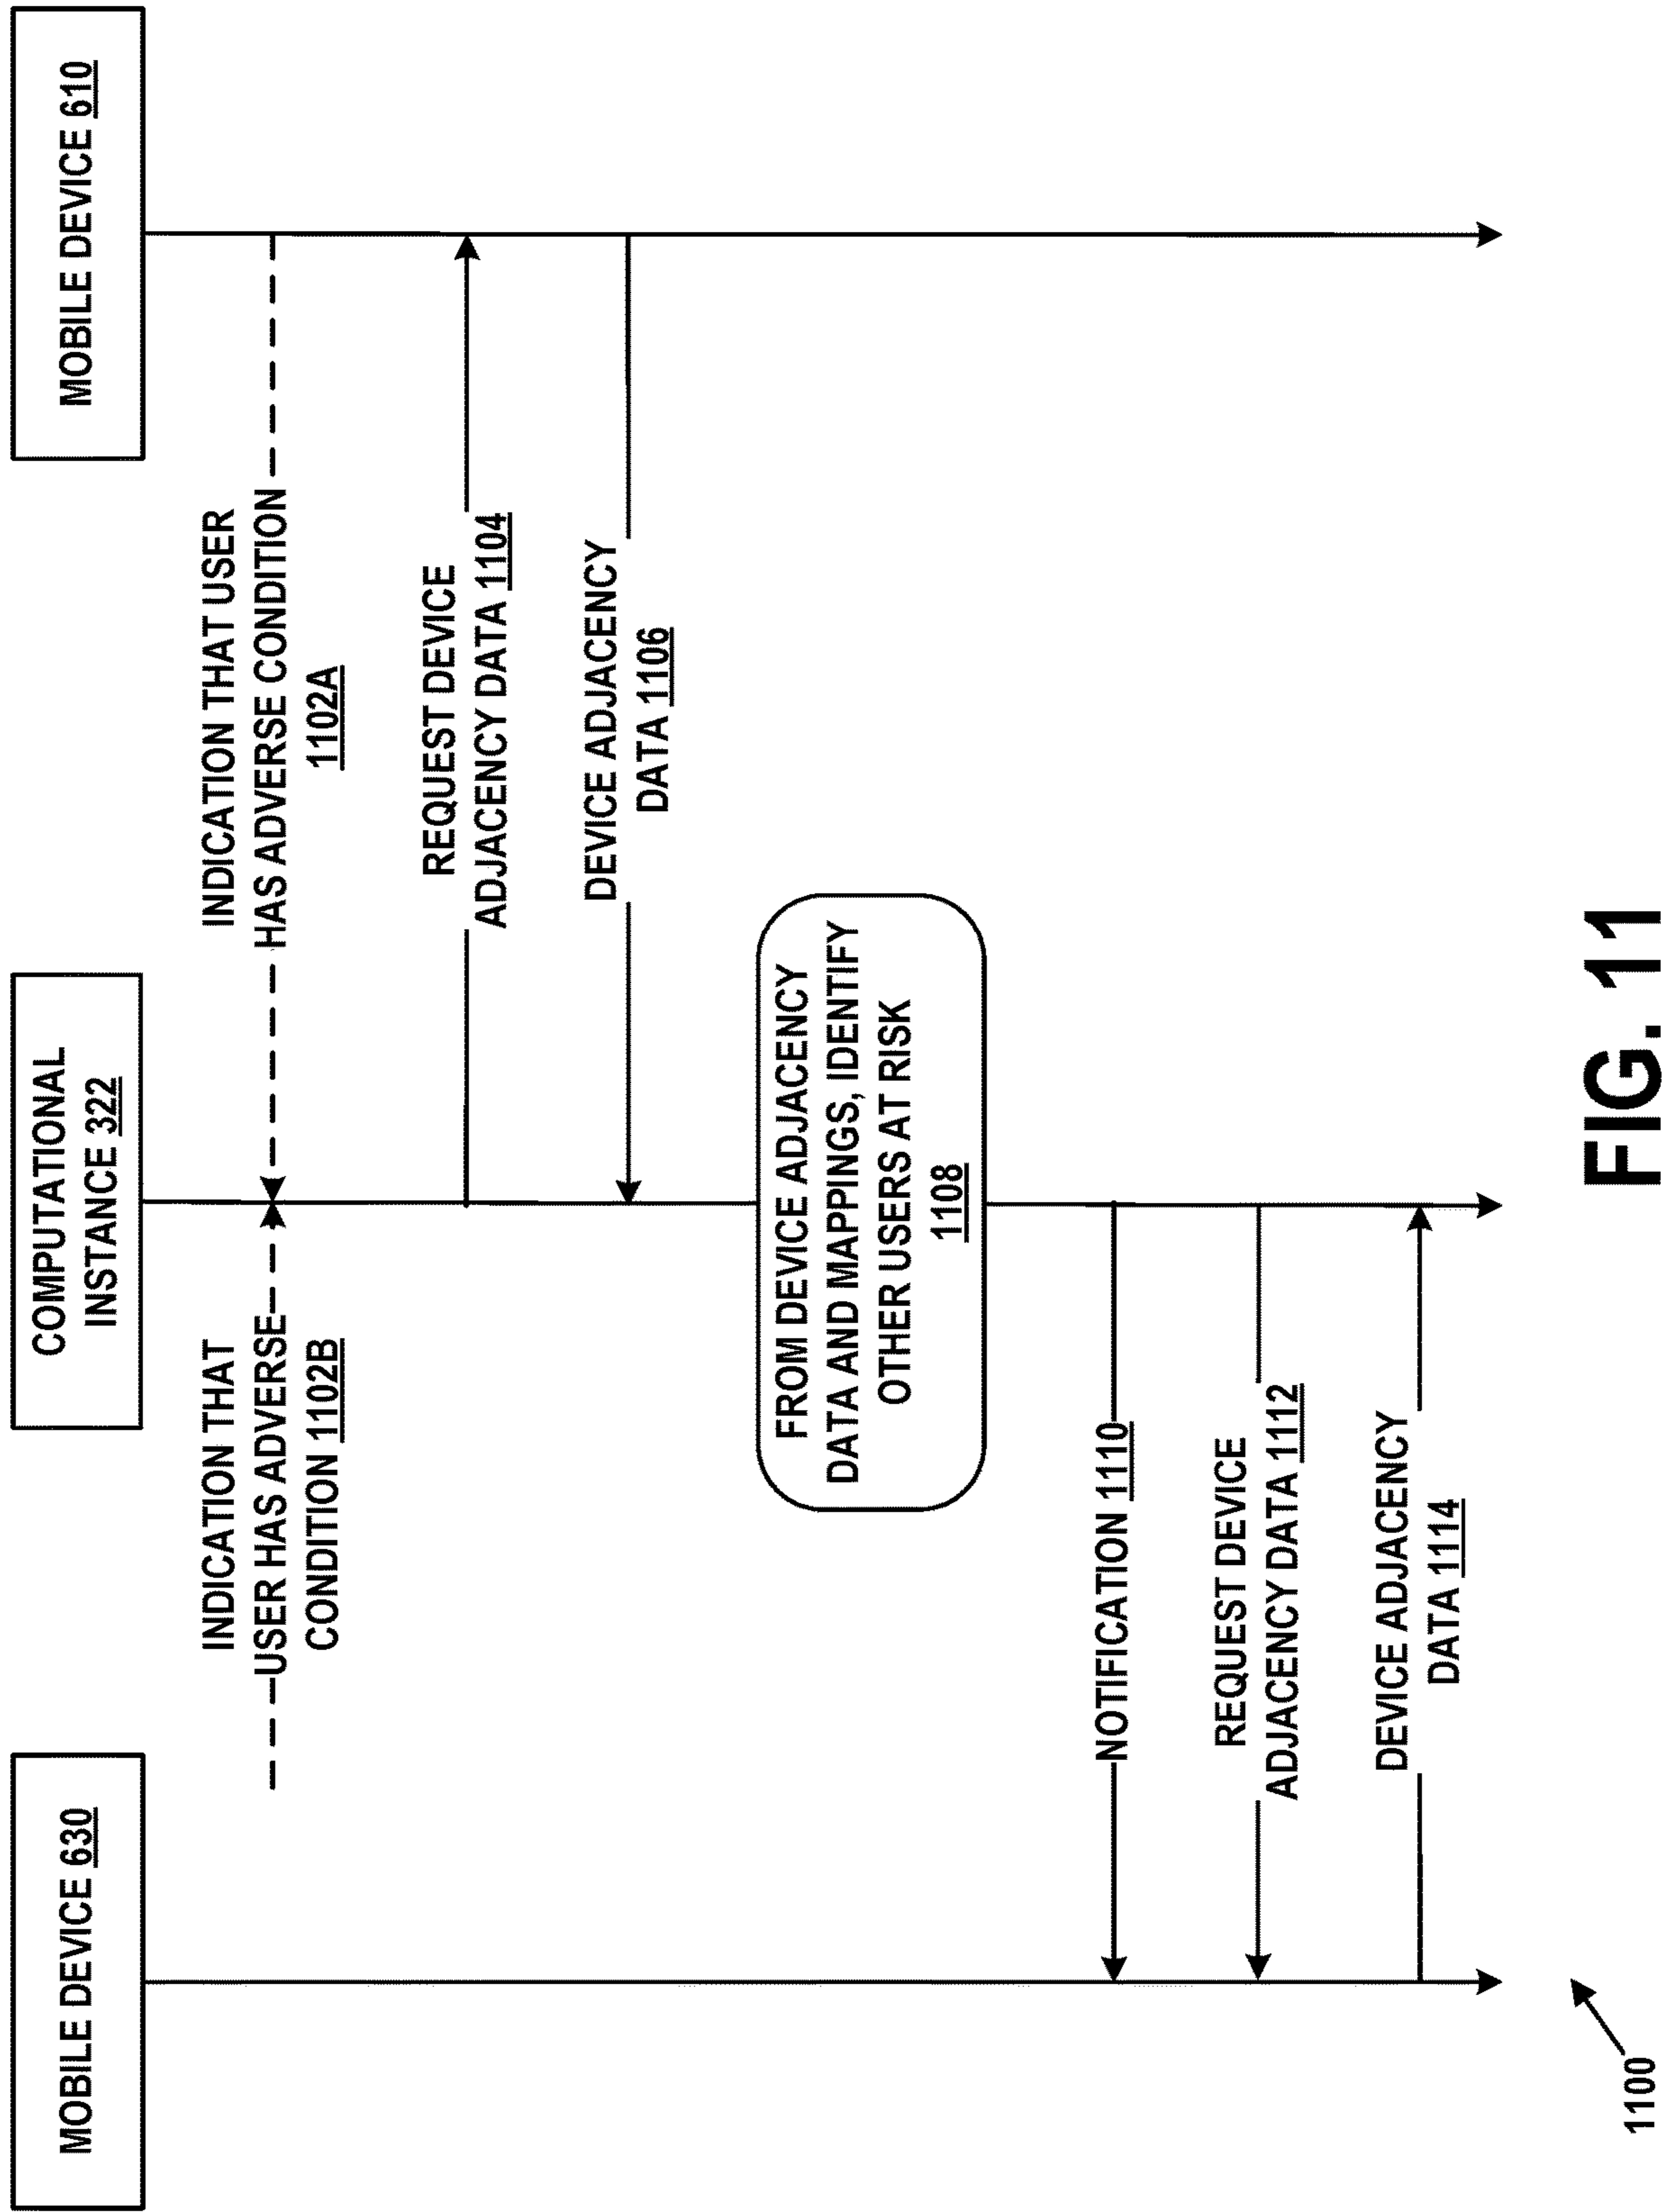 MOBILE DEVICE 630
COMPUTATIONAL
INSTANCE 322
MOBILE DEVICE 610
INDICATION THAT
USER HAS ADVERSE
CONDITION 1102B
INDICATION THAT USER
HAS ADVERSE CONDITION
1102A
REQUEST DEVICE
ADJACENCY DATA 1104
DEVICE ADJACENCY
DATA 1106
FROM DEVICE ADJACENCY
DATA AND MAPPINGS, IDENTIFY
OTHER USERS AT RISK
1108
NOTIFICATION 1110
REQUEST DEVICE
ADJACENCY DATA 1112
DEVICE ADJACENCY
DATA 1114
1100
FIG. 11